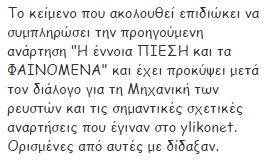 Το κείμενο που ακολουθεί επιδιώκει να
συμπληρώσει την προηγούμενη
ανάρτηση "Η έννοια ΠΙΕΣΗ και τα
ΦΑΙΝΟΜΕΝΑ" και έχει προκύψει μετά
τον διάλογο για τη Μηχανική των
ρευστών και τις σημαντικές σχετικές
αναρτήσεις που έγιναν στο ylikonet.
Ορισμένες από αυτές με δίδαξαν.